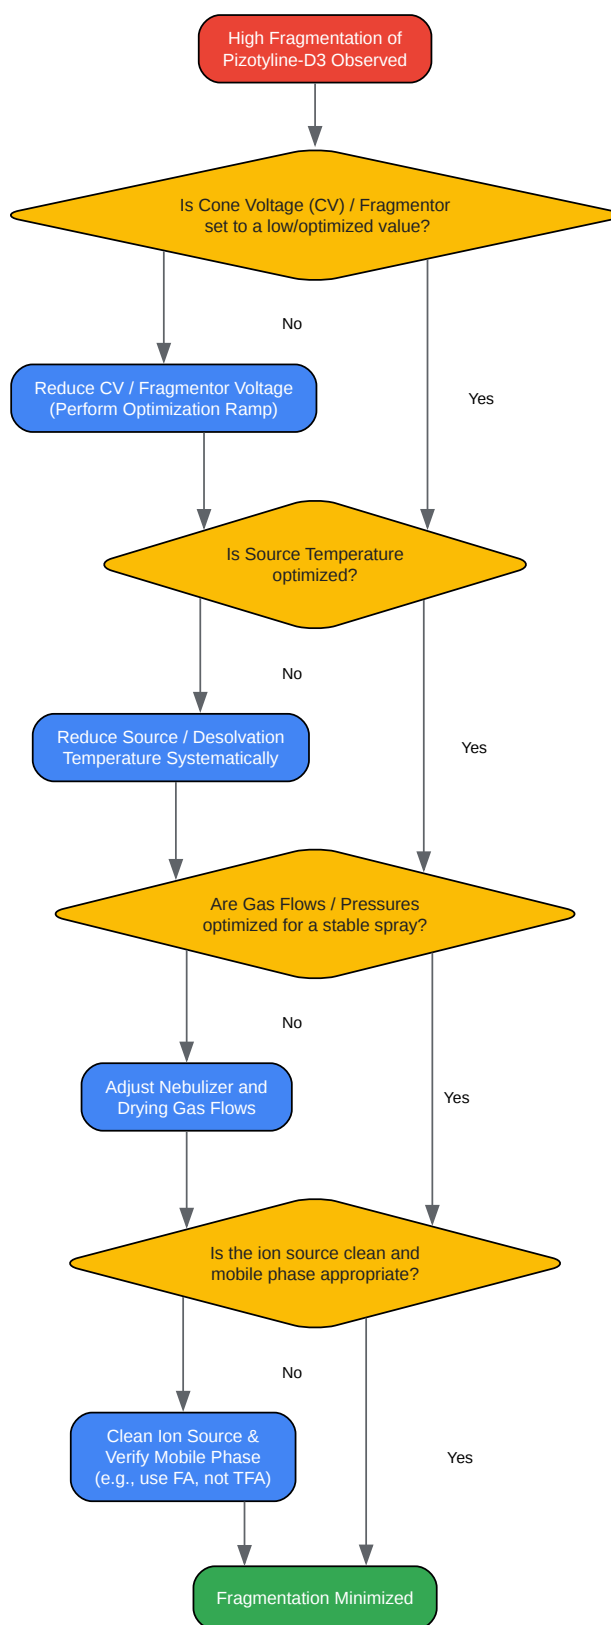 High Fragmentation of
Pizotyline-D3 Observed
Is Cone Voltage (CV) / Fragmentor
set to a low/optimized value?
No
Reduce CV / Fragmentor Voltage
(Perform Optimization Ramp)
Yes
Is Source Temperature
optimized?
No
Reduce Source / Desolvation
Temperature Systematically
Yes
Are Gas Flows / Pressures
optimized for a stable spray?
No
Adjust Nebulizer and
Drying Gas Flows
Yes
Is the ion source clean and
mobile phase appropriate?
No
Clean Ion Source &
Verify Mobile Phase
(e.g., use FA, not TFA)
Yes
Fragmentation Minimized